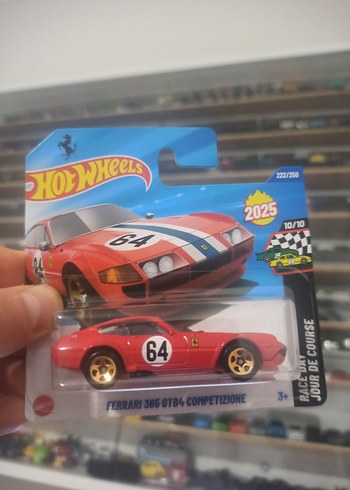 HOT WHEELS
222/250
2025
10/10
64
64
RACE DAY
JOUR DE COURSE
FERRARI 365 GTB4 COMPETIZIONE
3+